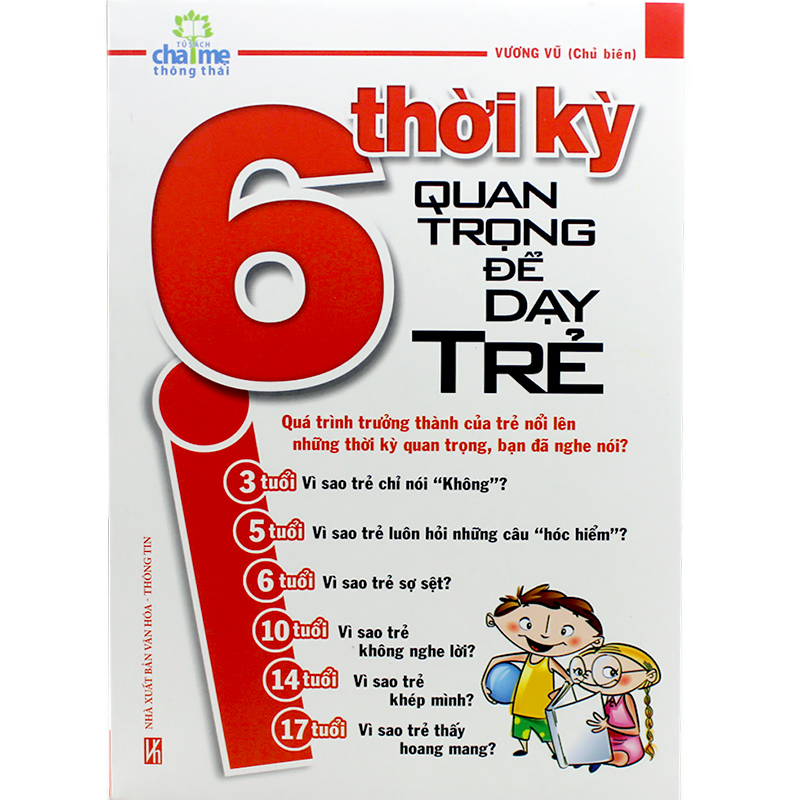 TỦ SÁCH
cha mẹ
thông thái
VƯƠNG VŨ (Chủ biên)
6 thời kỳ
QUAN
TRỌNG
ĐỂ
DẠY
TRẺ
Quá trình trưởng thành của trẻ nổi lên
những thời kỳ quan trọng, bạn đã nghe nói?
3 tuổi Vì sao trẻ chỉ nói “Không”?
5 tuổi Vì sao trẻ luôn hỏi những câu “hóc hiểm”?
6 tuổi Vì sao trẻ sợ sệt?
10 tuổi Vì sao trẻ
không nghe lời?
14 tuổi Vì sao trẻ
khép mình?
17 tuổi Vì sao trẻ thấy
hoang mang?
NHÀ XUẤT BẢN VĂN HÓA - THÔNG TIN